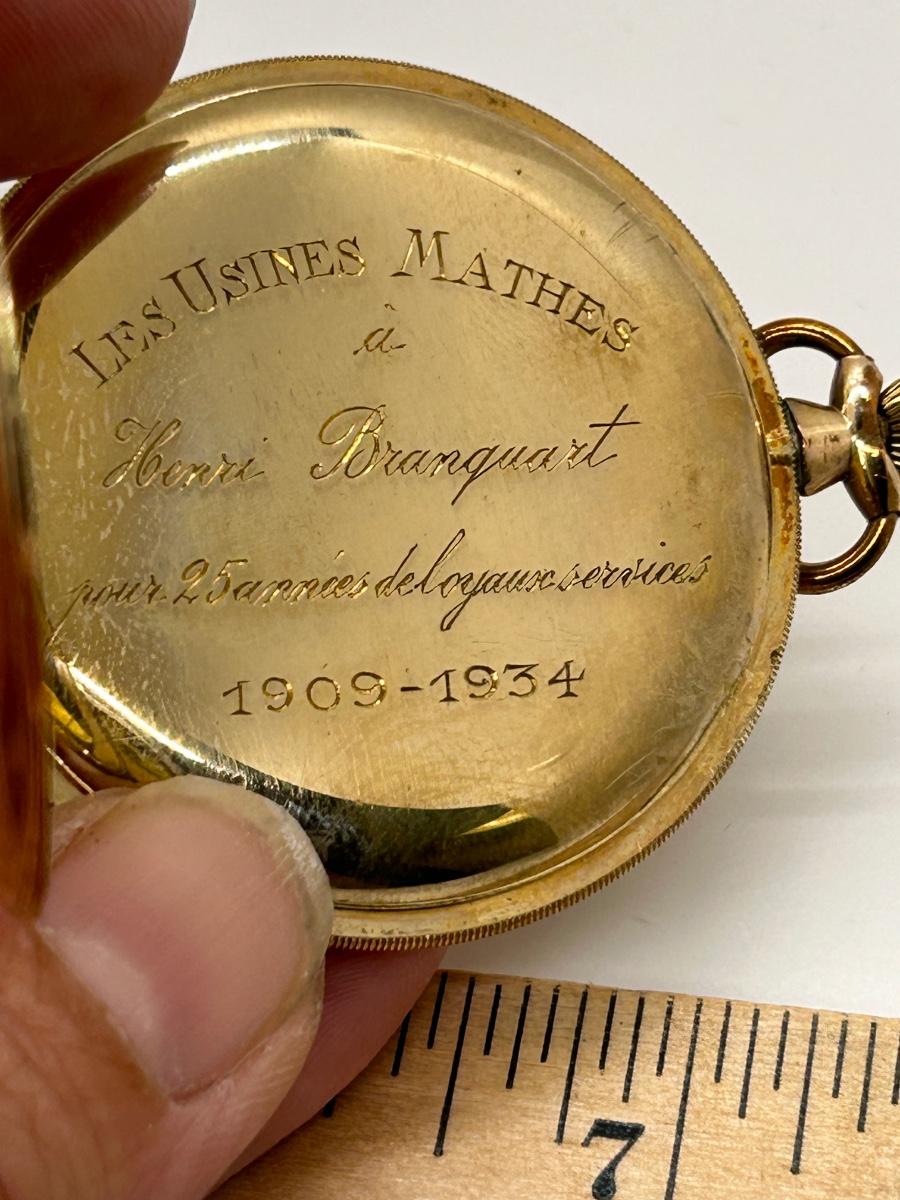 LES USINES MATHES
à
Henri Branquart
pour 25 années de loyaux services
1909-1934
7